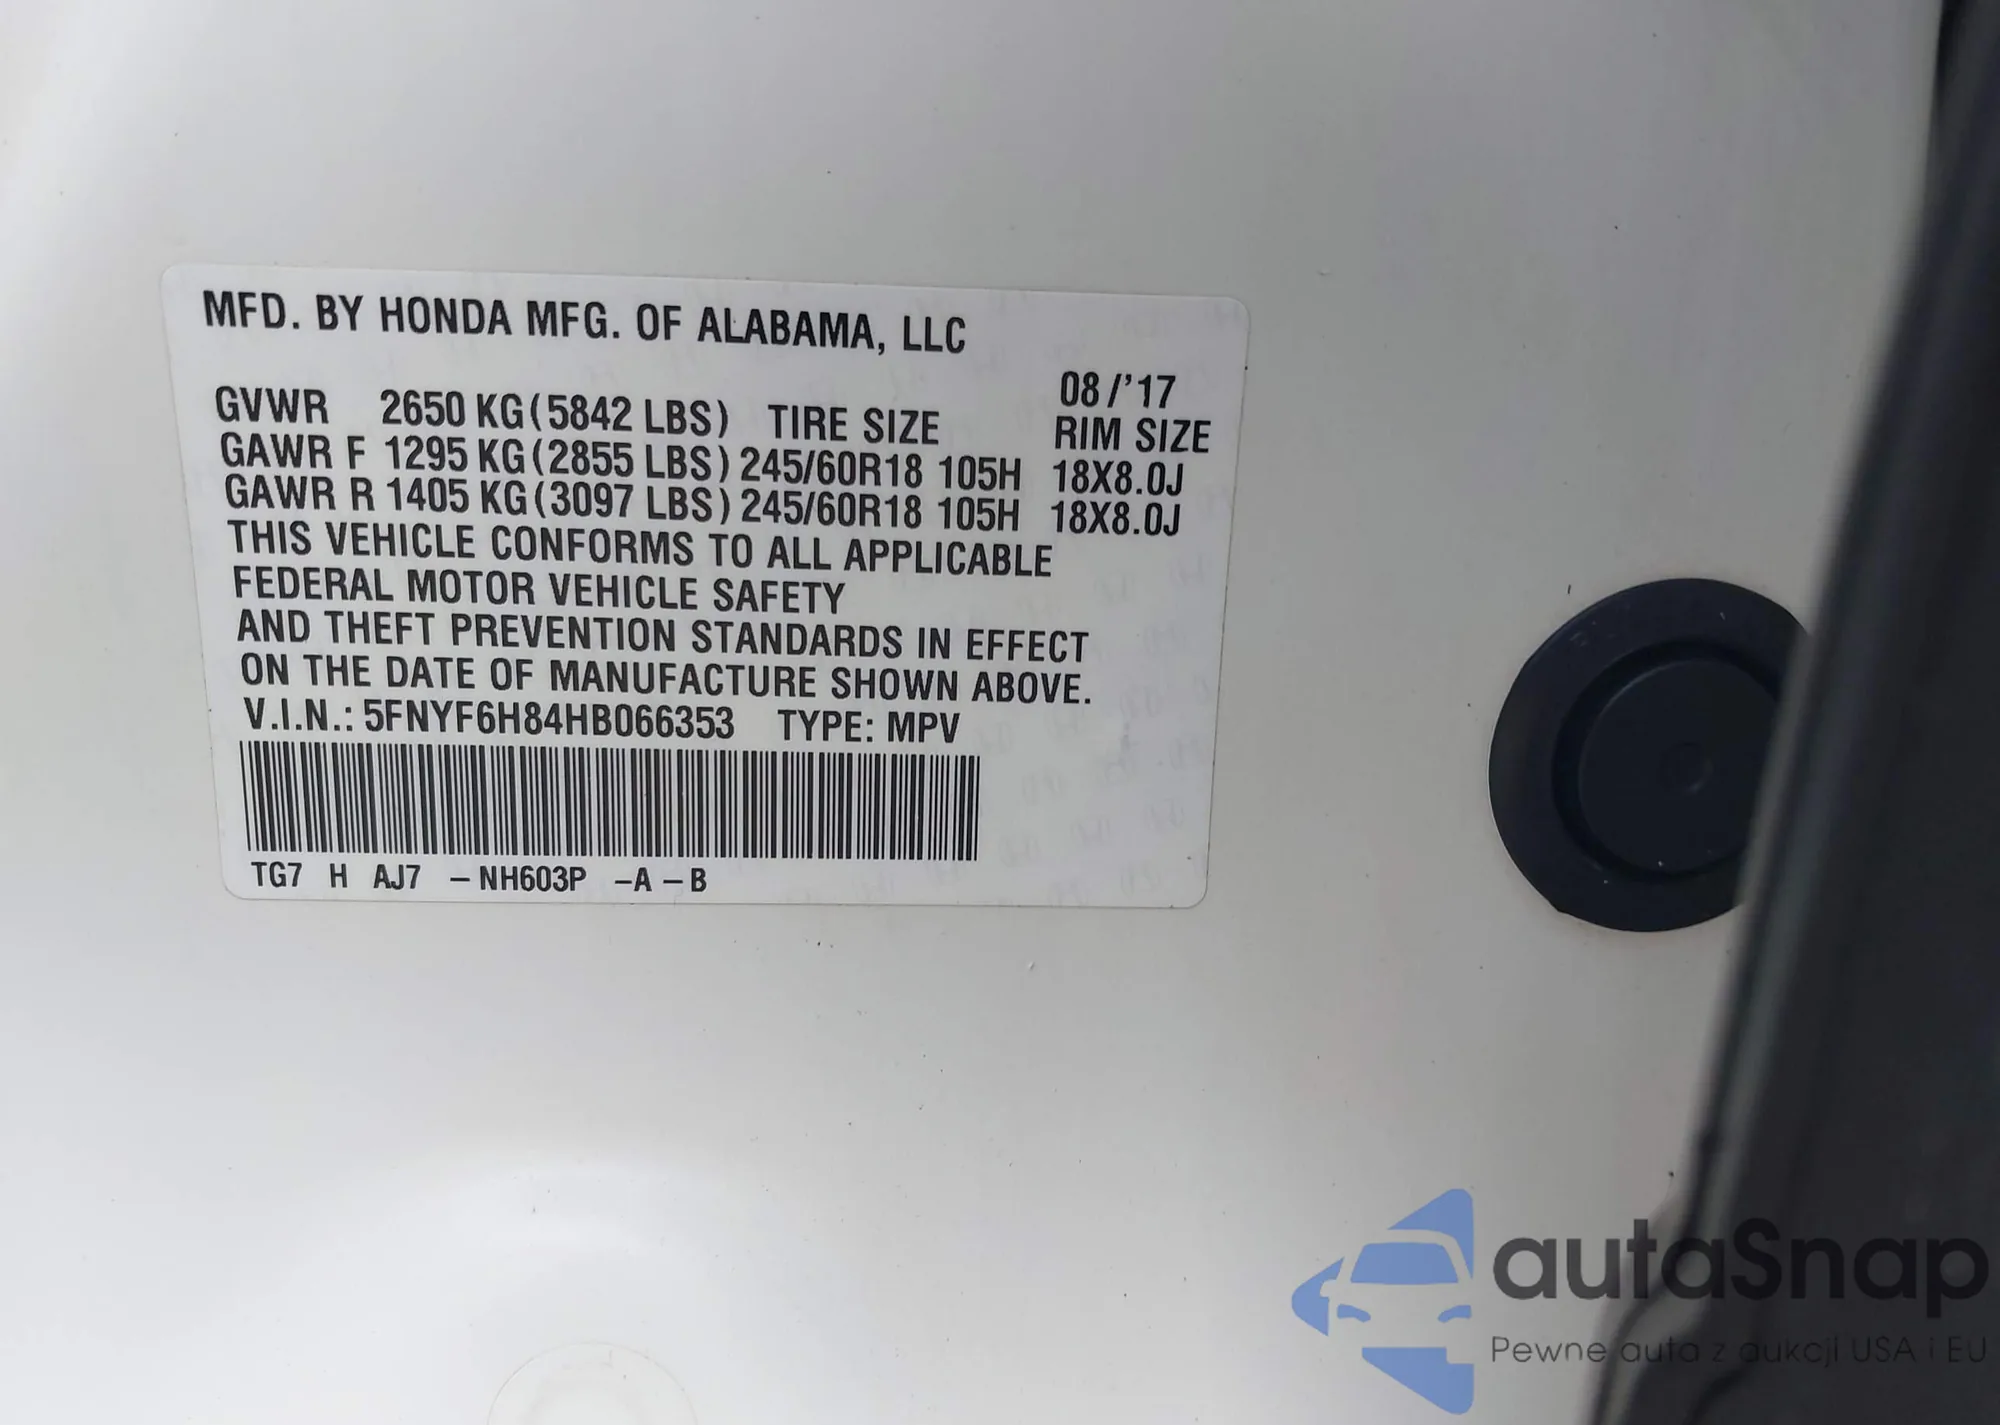 MFD. BY HONDA MFG. OF ALABAMA, LLC
08/'17
GVWR 2650 KG(5842 LBS) TIRE SIZE RIM SIZE
GAWR F 1295 KG(2855 LBS) 245/60R18 105H 18X8.0J
GAWR R 1405 KG(3097 LBS) 245/60R18 105H 18X8.0J
THIS VEHICLE CONFORMS TO ALL APPLICABLE
FEDERAL MOTOR VEHICLE SAFETY
AND THEFT PREVENTION STANDARDS IN EFFECT
ON THE DATE OF MANUFACTURE SHOWN ABOVE.
V.I.N.: 5FNYF6H84HB066353 TYPE: MPV
TG7 H AJ7 –NH603P –A –B
autaSnap
Pewne auta z aukcji USA i EU